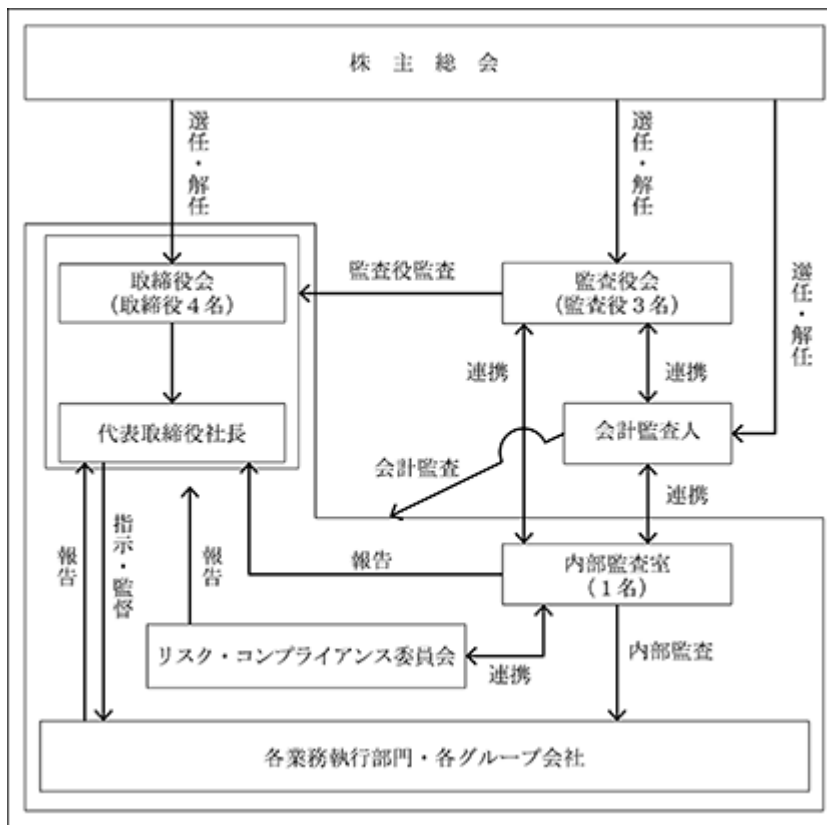 株主総会
選任・解任
選任・解任
選任・解任
取締役会
(取締役4名)
監査役監査
監査役会
(監査役3名)
連携
連携
代表取締役社長
会計監査人
会計監査
連携
報告
指示・監督
報告
報告
内部監査室
(1名)
リスク・コンプライアンス委員会
連携
内部監査
各業務執行部門・各グループ会社